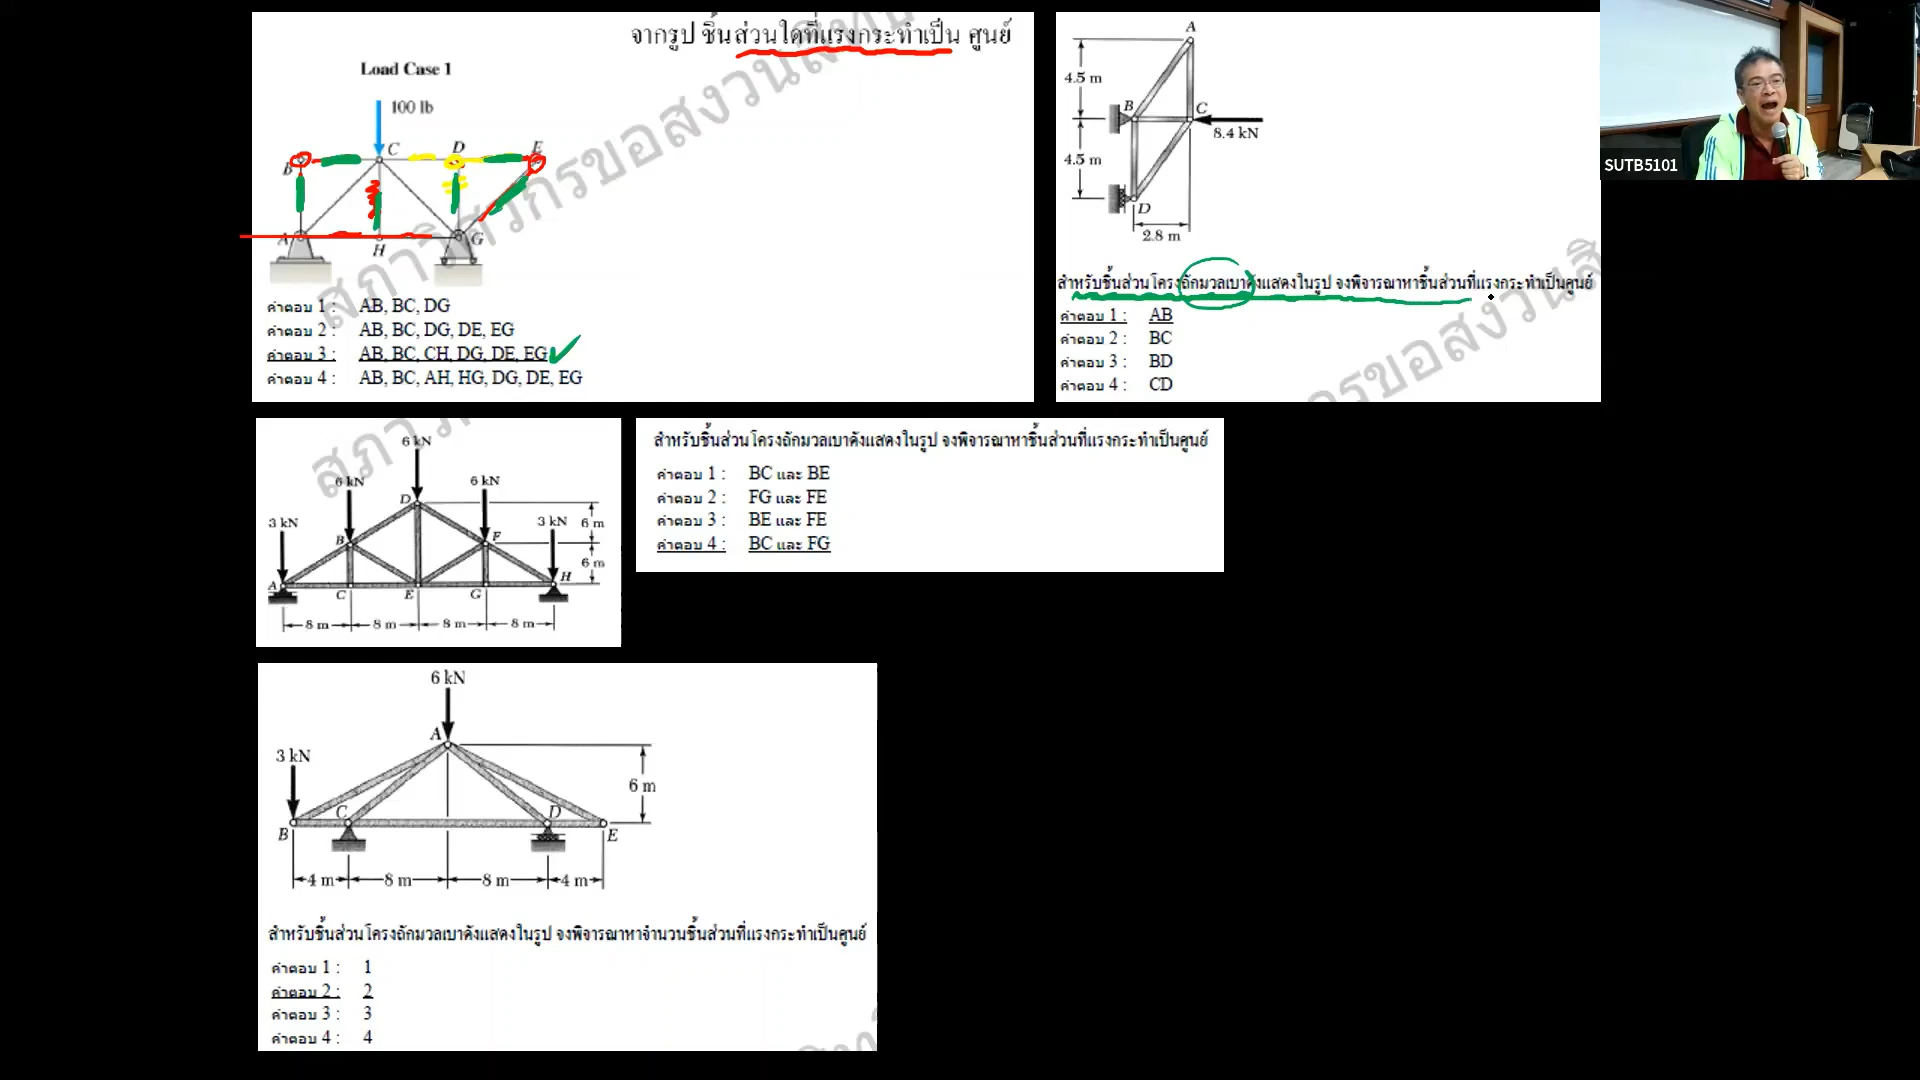 จากรูป ชิ้นส่วนใดที่แรงกระทำเป็น ศูนย์
Load Case 1
100 lb
B
C
D
E
A
H
G
คำตอบ 1 : AB, BC, DG
คำตอบ 2 : AB, BC, DG, DE, EG
คำตอบ 3 : AB, BC, CH, DG, DE, EG
คำตอบ 4 : AB, BC, AH, HG, DG, DE, EG
A
4.5 m
B
C
8.4 kN
4.5 m
D
2.8 m
สำหรับชิ้นส่วนโครงถักมวลเบาดังแสดงในรูป จงพิจารณาหาชิ้นส่วนที่แรงกระทำเป็นศูนย์
คำตอบ 1 : AB
คำตอบ 2 : BC
คำตอบ 3 : BD
คำตอบ 4 : CD
SUTB5101
6 kN
6 kN
6 kN
D
3 kN
3 kN
6 m
B
F
6 m
A
H
C
E
G
8 m
8 m
8 m
8 m
สำหรับชิ้นส่วนโครงถักมวลเบาดังแสดงในรูป จงพิจารณาหาชิ้นส่วนที่แรงกระทำเป็นศูนย์
คำตอบ 1 : BC และ BE
คำตอบ 2 : FG และ FE
คำตอบ 3 : BE และ FE
คำตอบ 4 : BC และ FG
6 kN
A
3 kN
6 m
C
D
B
E
4 m
8 m
8 m
4 m
สำหรับชิ้นส่วนโครงถักมวลเบาดังแสดงในรูป จงพิจารณาหาจำนวนชิ้นส่วนที่แรงกระทำเป็นศูนย์
คำตอบ 1 : 1
คำตอบ 2 : 2
คำตอบ 3 : 3
คำตอบ 4 : 4